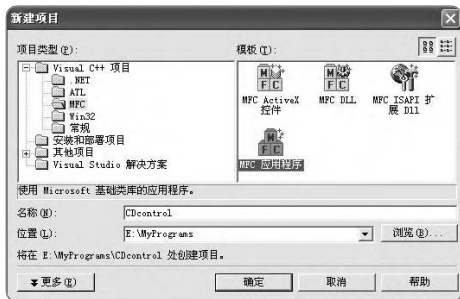 新建项目
项目类型(P):
模板(T):
Visual C++ 项目
.NET
ATL
MFC
Win32
常规
安装和部署项目
其他项目
Visual Studio 解决方案
MFC ActiveX 控件
MFC DLL
MFC ISAPI 扩展 Dll
MFC 应用程序
使用 Microsoft 基础类库的应用程序。
名称(N):
CDcontrol
位置(L):
E:\MyPrograms
浏览(B)...
将在 E:\MyPrograms\CDcontrol 处创建项目。
更多(E)
确定
取消
帮助